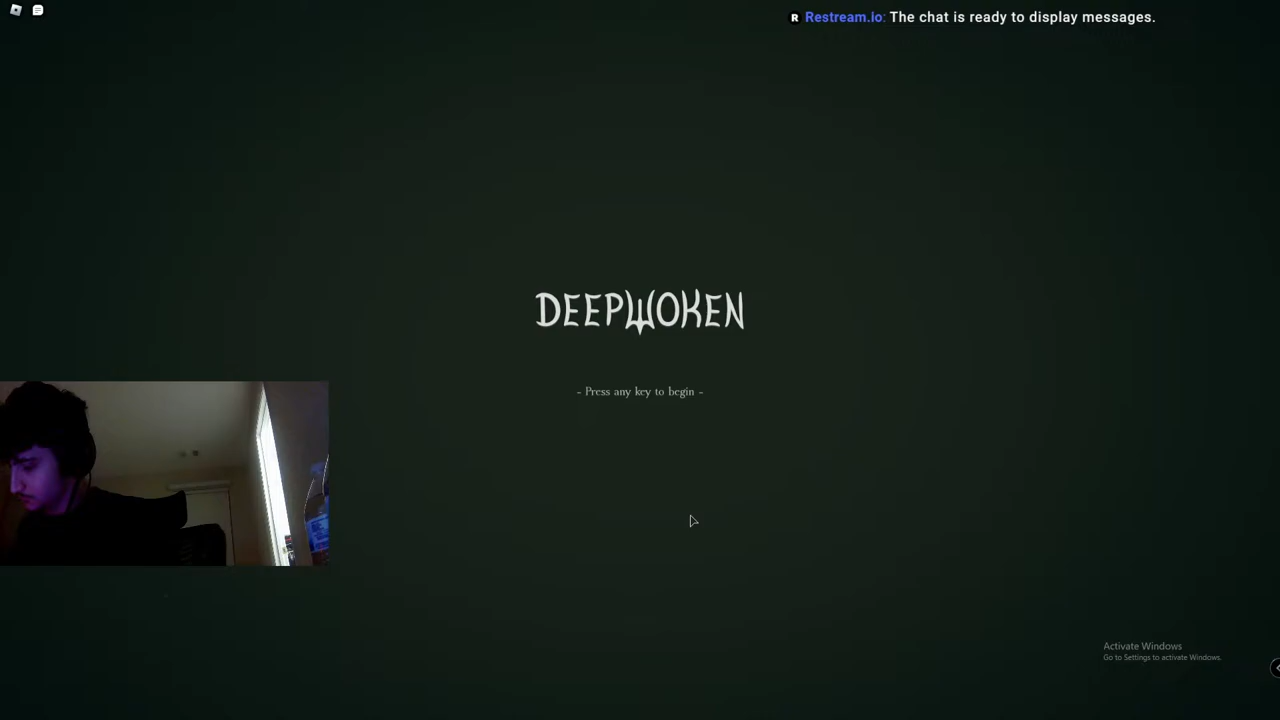 R Restream.io: The chat is ready to display messages.
DEEPWOKEN
- Press any key to begin -
Activate Windows
Go to Settings to activate Windows.